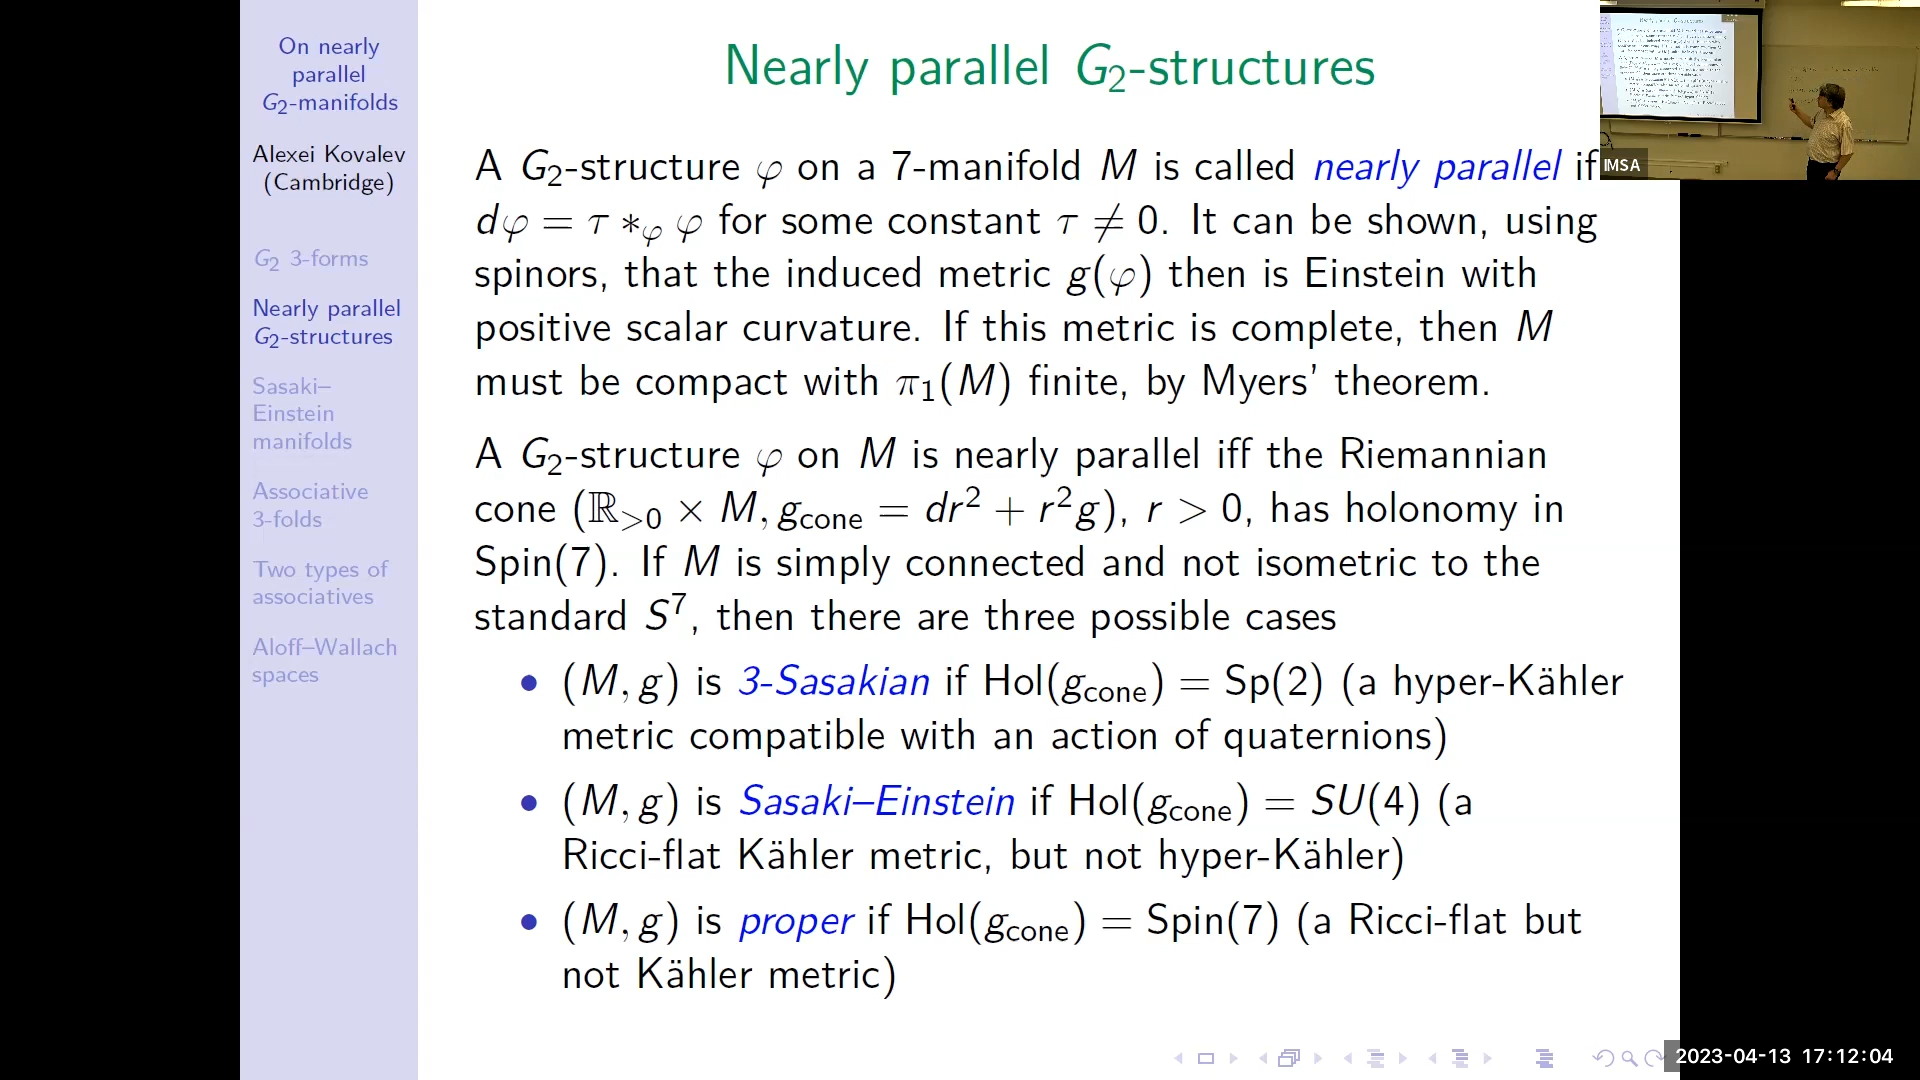 On nearly
parallel
G₂-manifolds
Alexei Kovalev
(Cambridge)
G₂ 3-forms
Nearly parallel
G₂-structures
Sasaki–
Einstein
manifolds
Associative
3-folds
Two types of
associatives
Aloff–Wallach
spaces
Nearly parallel G₂-structures
A G₂-structure φ on a 7-manifold M is called nearly parallel if
dφ = τ ∗_φ φ for some constant τ ≠ 0. It can be shown, using
spinors, that the induced metric g(φ) then is Einstein with
positive scalar curvature. If this metric is complete, then M
must be compact with π₁(M) finite, by Myers' theorem.
A G₂-structure φ on M is nearly parallel iff the Riemannian
cone (ℝ_{>0} × M, g_cone = dr² + r²g), r > 0, has holonomy in
Spin(7). If M is simply connected and not isometric to the
standard S⁷, then there are three possible cases
• (M, g) is 3-Sasakian if Hol(g_cone) = Sp(2) (a hyper-Kähler
metric compatible with an action of quaternions)
• (M, g) is Sasaki–Einstein if Hol(g_cone) = SU(4) (a
Ricci-flat Kähler metric, but not hyper-Kähler)
• (M, g) is proper if Hol(g_cone) = Spin(7) (a Ricci-flat but
not Kähler metric)
IMSA
2023-04-13 17:12:04